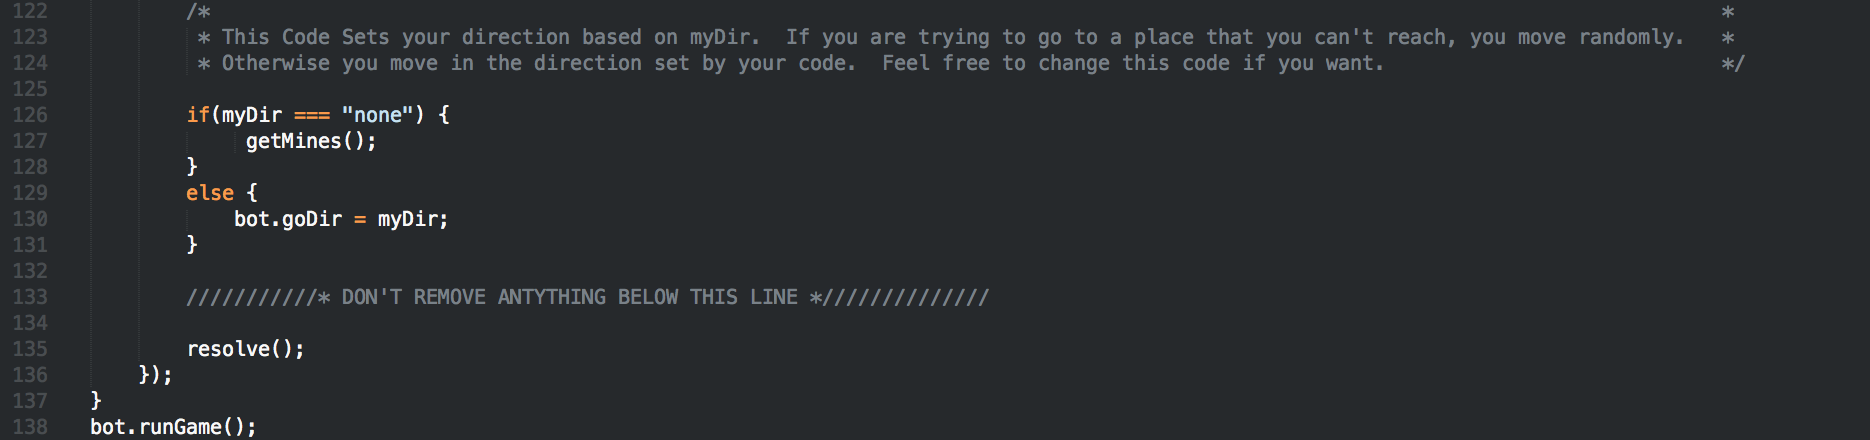 122 /* *
123 * This Code Sets your direction based on myDir.  If you are trying to go to a place that you can't reach, you move randomly. *
124 * Otherwise you move in the direction set by your code.  Feel free to change this code if you want. */
125
126 if(myDir === "none") {
127 getMines();
128 }
129 else {
130 bot.goDir = myDir;
131 }
132
133 ///////////* DON'T REMOVE ANTYTHING BELOW THIS LINE *//////////////
134
135 resolve();
136 });
137 }
138 bot.runGame();